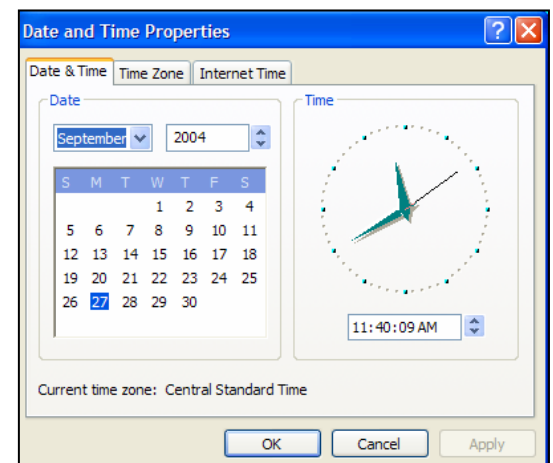 Date and Time Properties
Date & Time Time Zone Internet Time
Date
Time
September 2004
S M T W T F S
1 2 3 4
5 6 7 8 9 10 11
12 13 14 15 16 17 18
19 20 21 22 23 24 25
26 27 28 29 30
11:40:09 AM
Current time zone: Central Standard Time
OK Cancel Apply